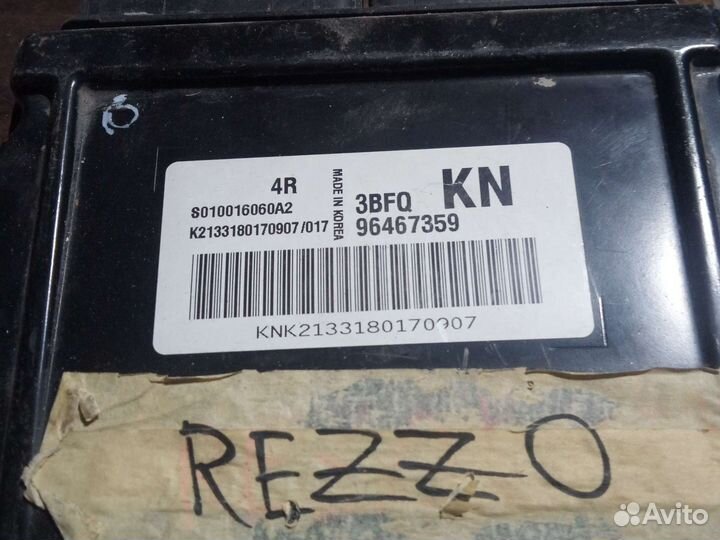 4R
S010016060A2
K2133180170907/017
MADE IN KOREA
3BFQ KN
96467359
KNK2133180170907
REZZO
Avito